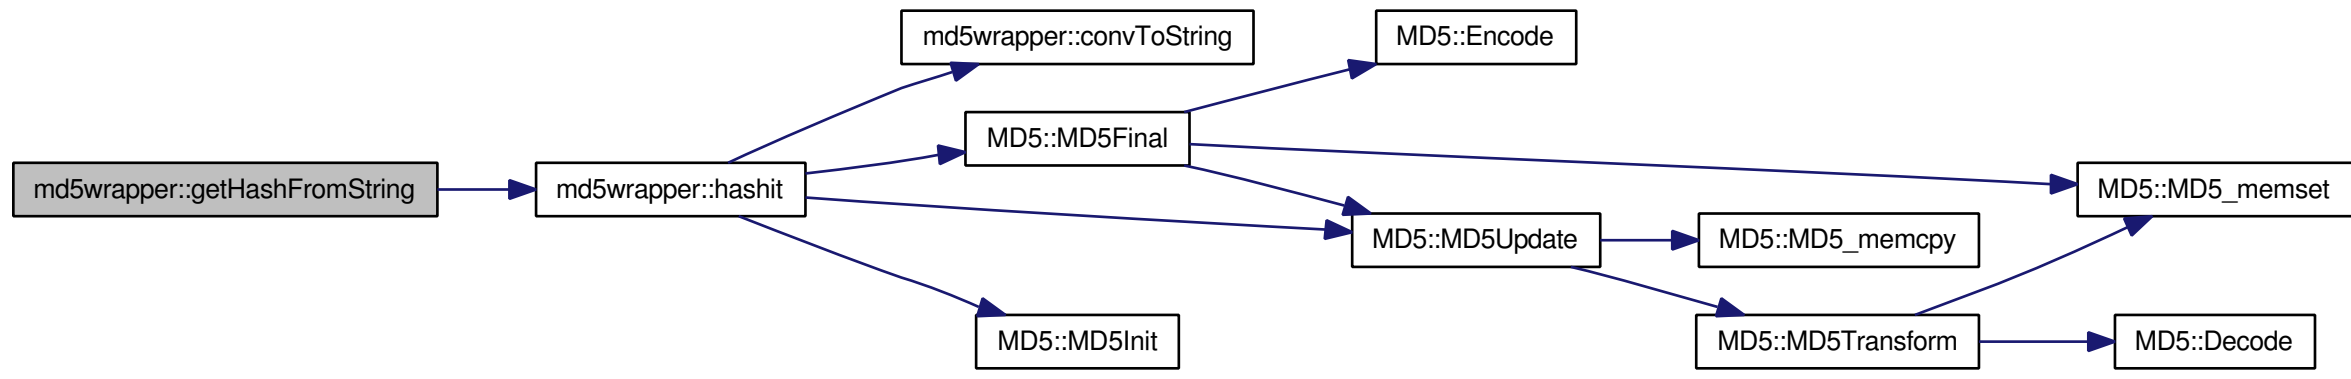 md5wrapper::convToString
MD5::Encode
MD5::MD5Final
md5wrapper::getHashFromString
md5wrapper::hashit
MD5::MD5_memset
MD5::MD5Update
MD5::MD5_memcpy
MD5::MD5Init
MD5::MD5Transform
MD5::Decode